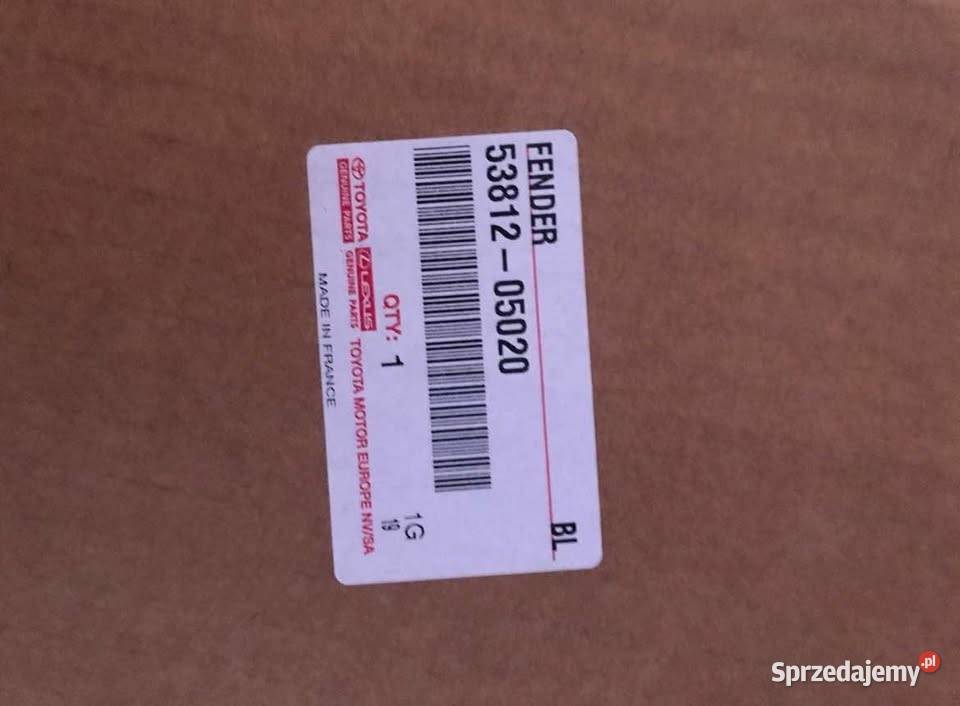 FENDER BL
53812-05020
QTY: 1
1G
19
TOYOTA LEXUS TOYOTA MOTOR EUROPE NV/SA
GENUINE PARTS GENUINE PARTS
MADE IN FRANCE
Sprzedajemy.pl